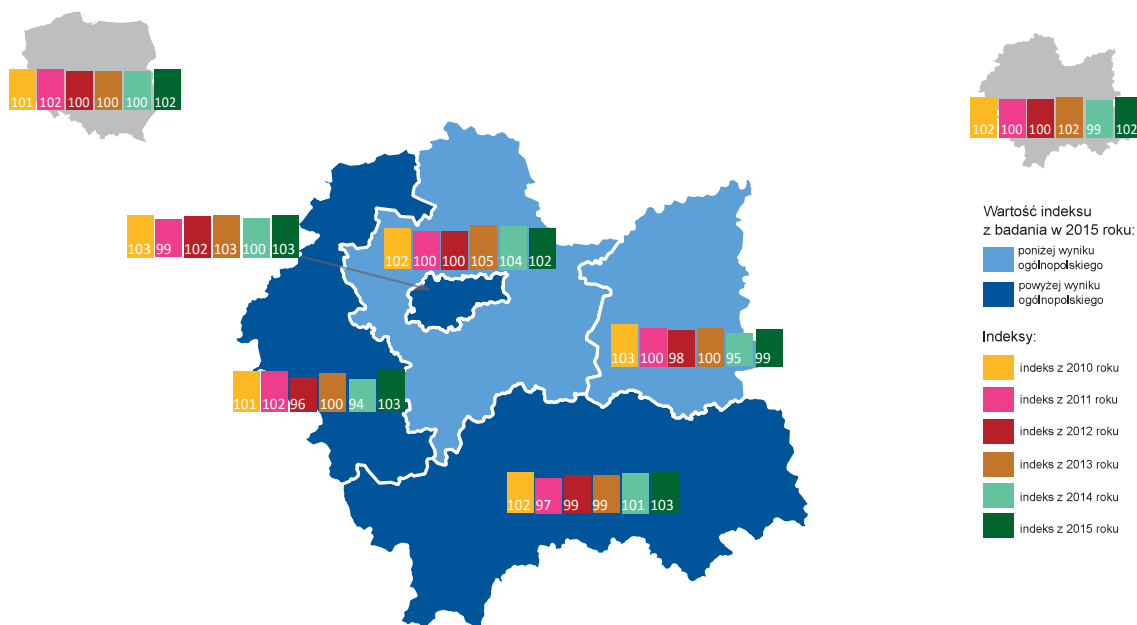 101 102 100 100 100 102
102 100 100 102 99 102
103 99 102 103 100 103
102 100 100 105 104 102
103 100 98 100 95 99
101 102 96 100 94 103
102 97 99 99 101 103
Wartość indeksu
z badania w 2015 roku:
poniżej wyniku
ogólnopolskiego
powyżej wyniku
ogólnopolskiego
Indeksy:
indeks z 2010 roku
indeks z 2011 roku
indeks z 2012 roku
indeks z 2013 roku
indeks z 2014 roku
indeks z 2015 roku